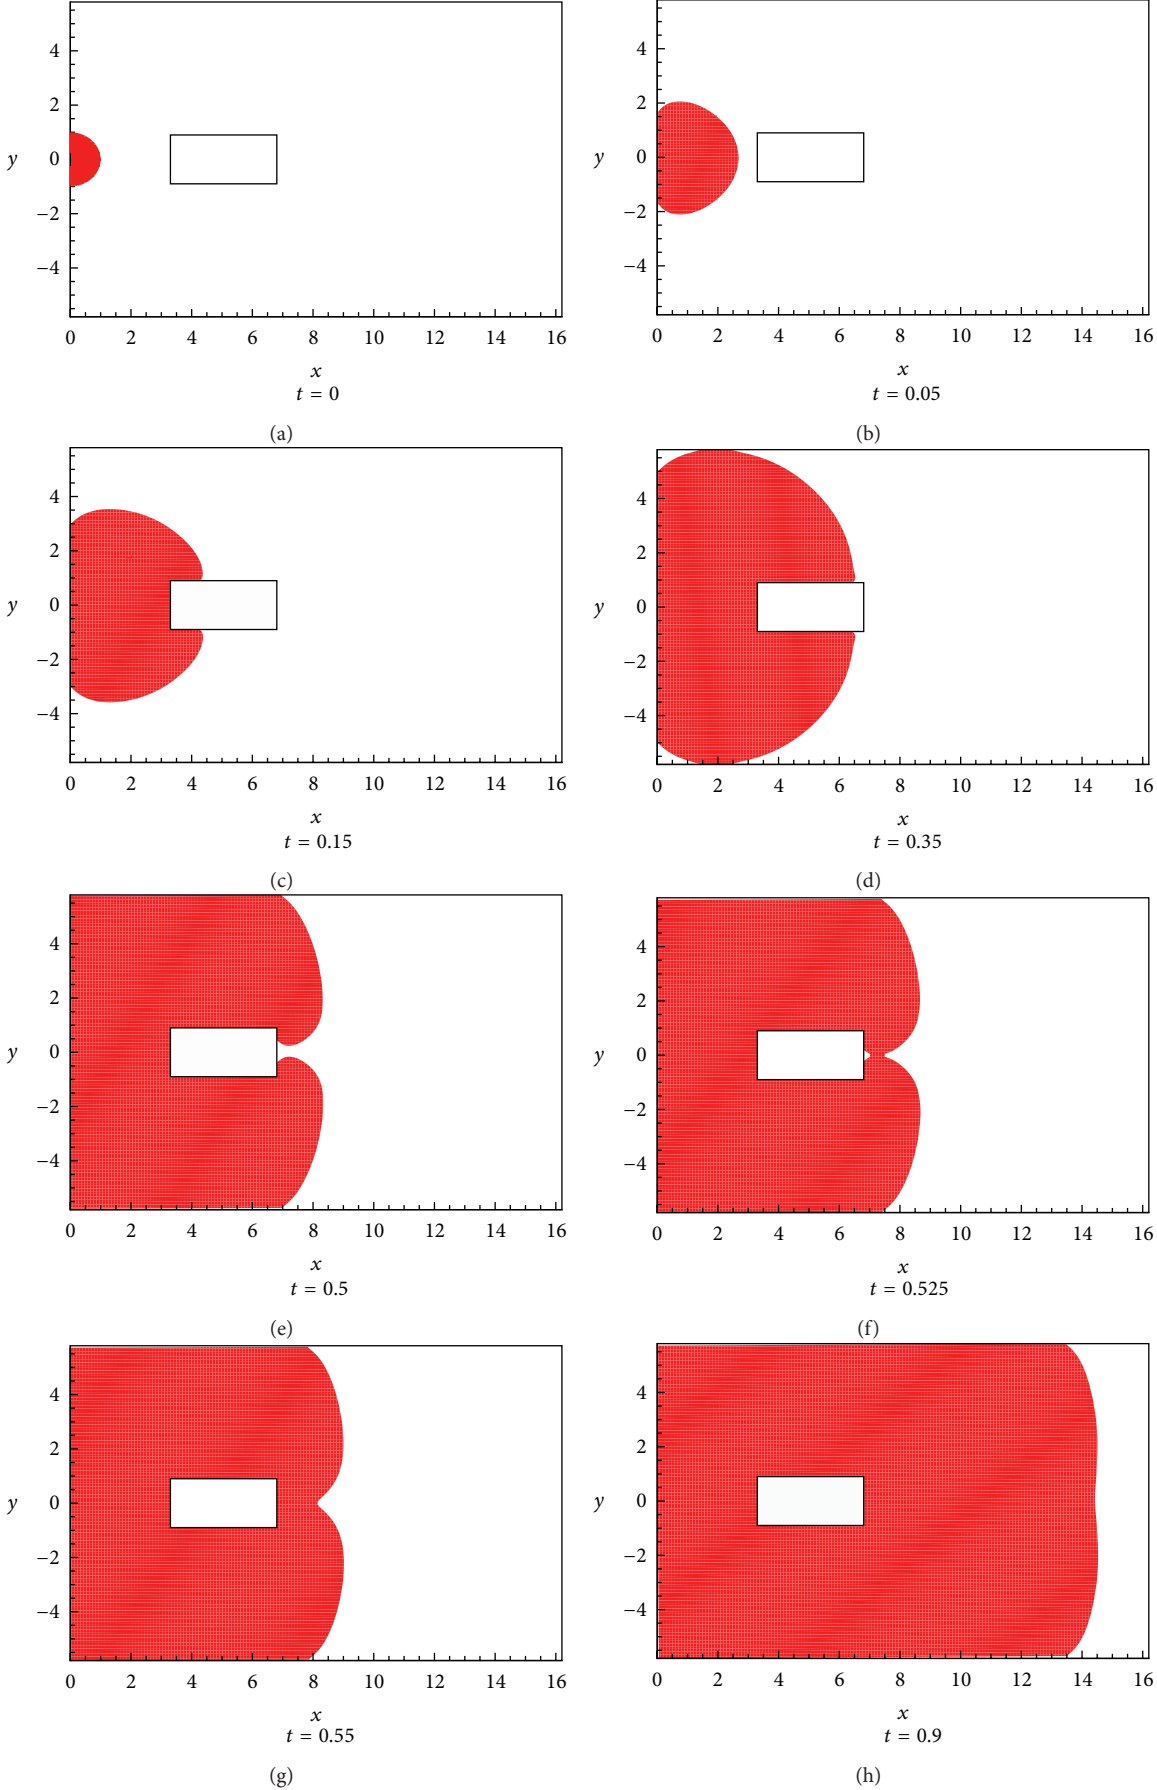 4
2
y 0
−2
−4
0 2 4 6 8 10 12 14 16
x
t = 0
(a)
4
2
y 0
−2
−4
0 2 4 6 8 10 12 14 16
x
t = 0.05
(b)
4
2
y 0
−2
−4
0 2 4 6 8 10 12 14 16
x
t = 0.15
(c)
4
2
y 0
−2
−4
0 2 4 6 8 10 12 14 16
x
t = 0.35
(d)
4
2
y 0
−2
−4
0 2 4 6 8 10 12 14 16
x
t = 0.5
(e)
4
2
y 0
−2
−4
0 2 4 6 8 10 12 14 16
x
t = 0.525
(f)
4
2
y 0
−2
−4
0 2 4 6 8 10 12 14 16
x
t = 0.55
(g)
4
2
y 0
−2
−4
0 2 4 6 8 10 12 14 16
x
t = 0.9
(h)